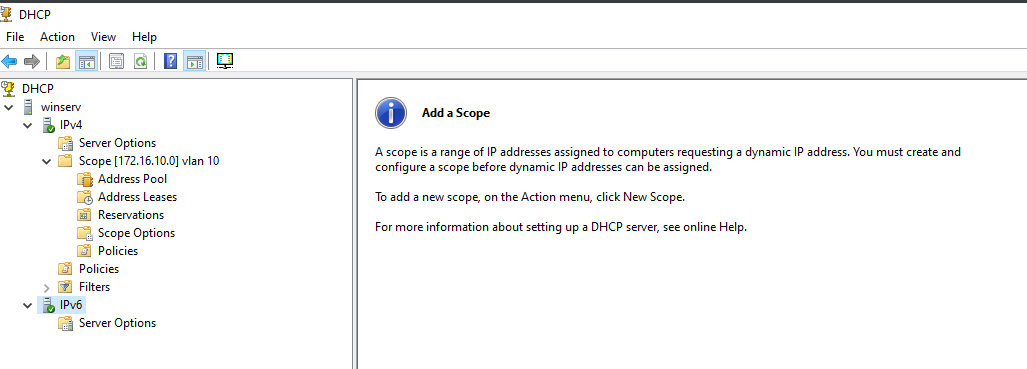 DHCP
File Action View Help
DHCP
winserv
IPv4
Server Options
Scope [172.16.10.0] vlan 10
Address Pool
Address Leases
Reservations
Scope Options
Policies
Policies
Filters
IPv6
Server Options
Add a Scope
A scope is a range of IP addresses assigned to computers requesting a dynamic IP address. You must create and
configure a scope before dynamic IP addresses can be assigned.
To add a new scope, on the Action menu, click New Scope.
For more information about setting up a DHCP server, see online Help.